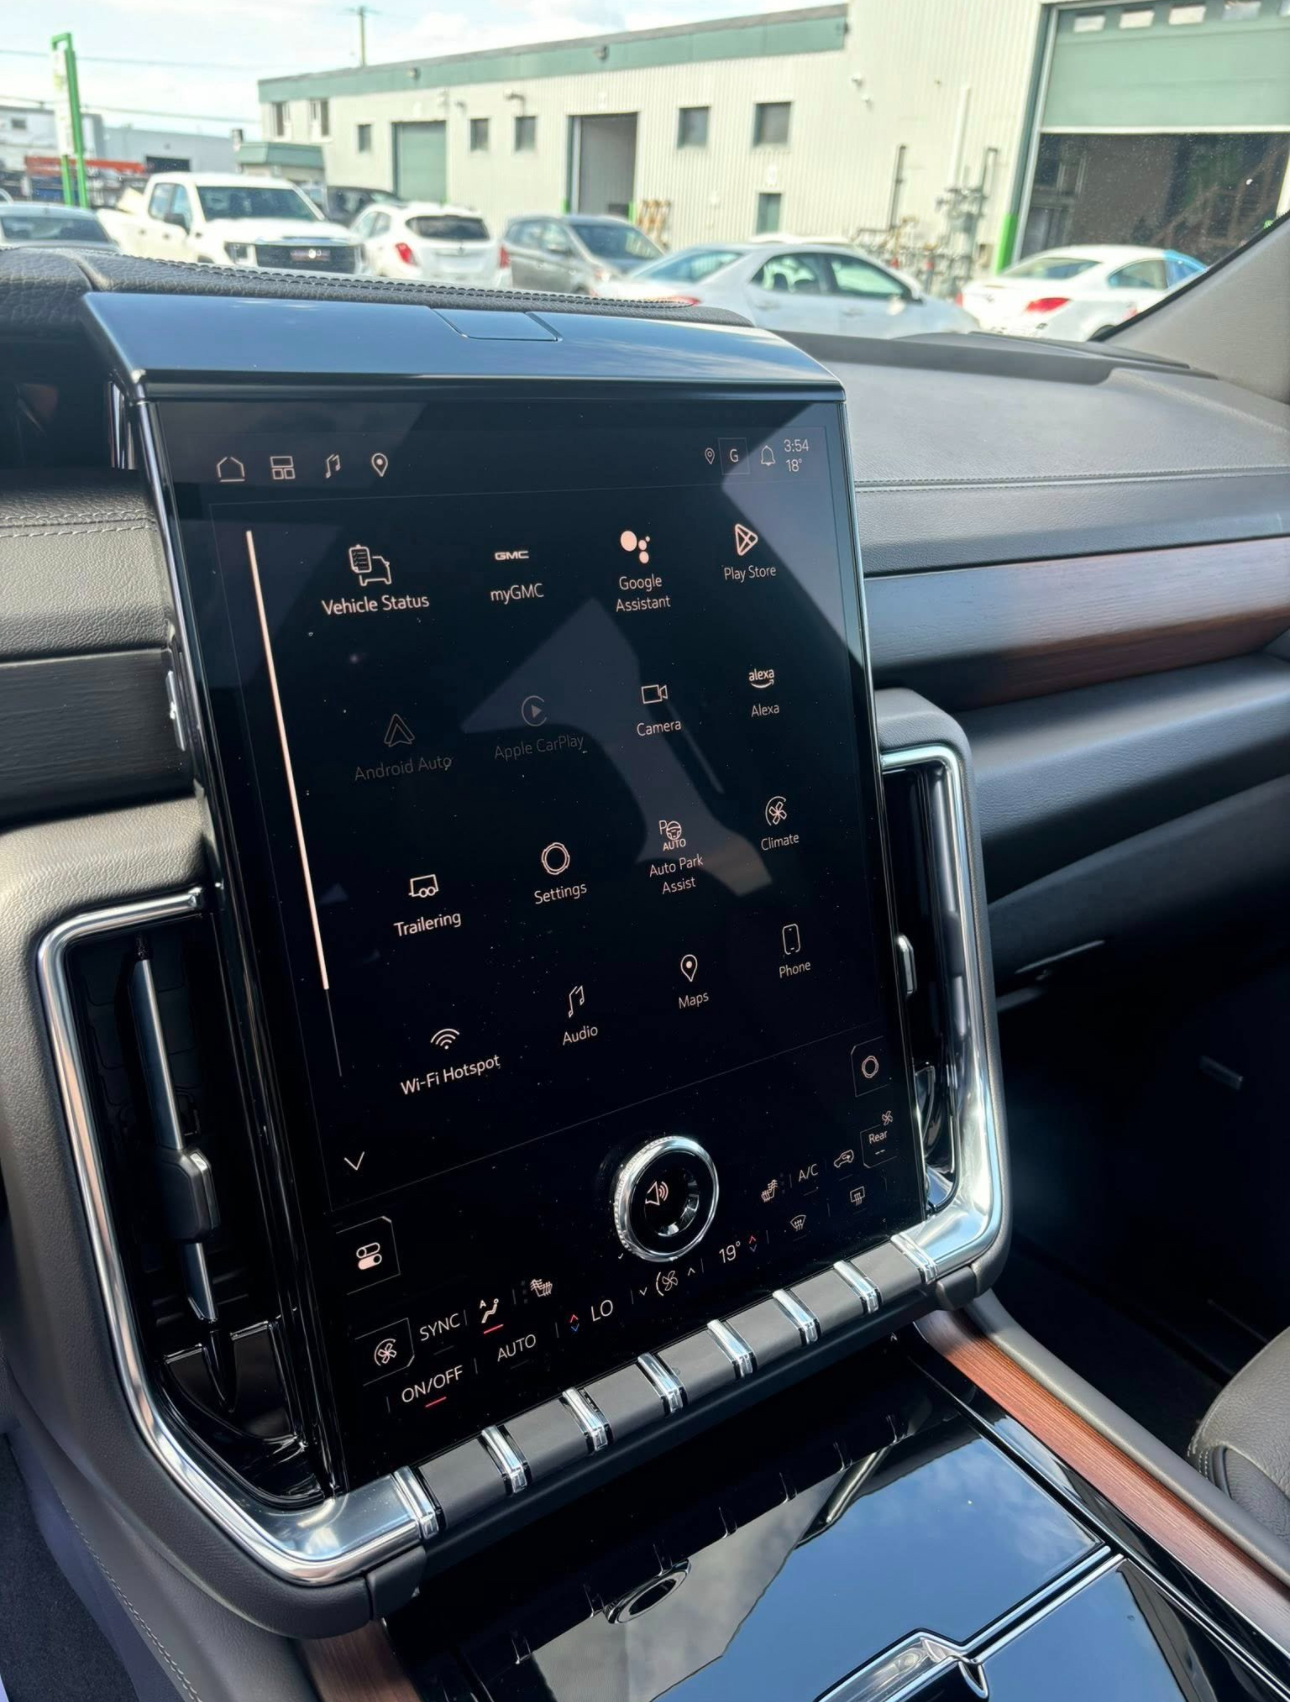 G
3:54
18°
Vehicle Status
GMC
myGMC
Google
Assistant
Play Store
Android Auto
Apple CarPlay
Camera
alexa
Alexa
Trailering
Settings
P
AUTO
Auto Park
Assist
Climate
Wi-Fi Hotspot
Audio
Maps
Phone
Rear
--
A/C
19°
SYNC
A
LO
AUTO
ON/OFF